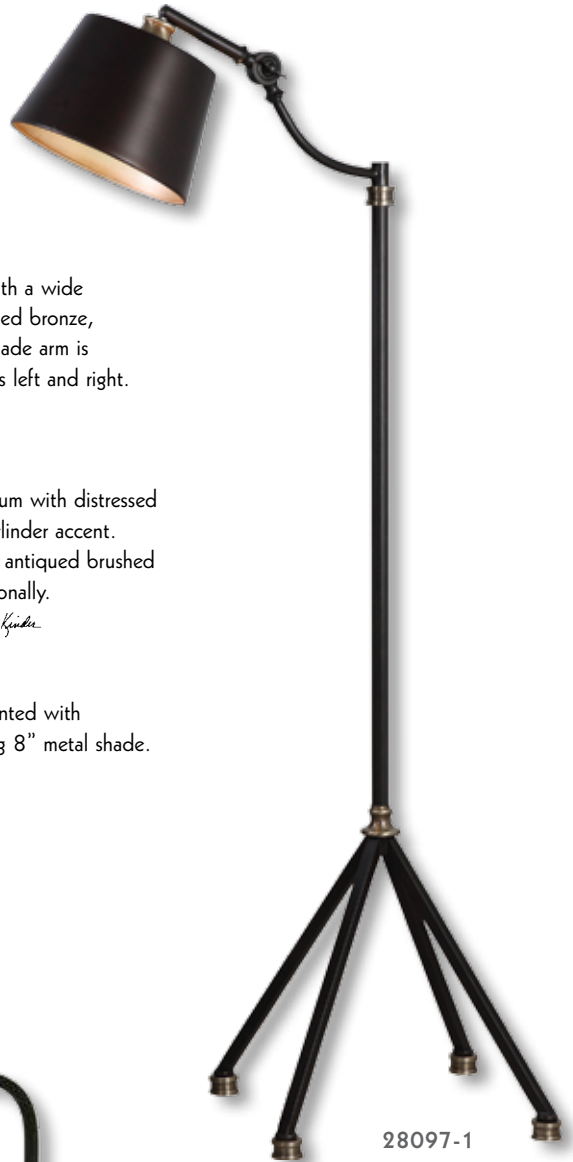 th a wide
ed bronze,
ade arm is
s left and right.
um with distressed
linder accent.
antiqued brushed
onally.
Kinder
nted with
g 8” metal shade.
28097-1